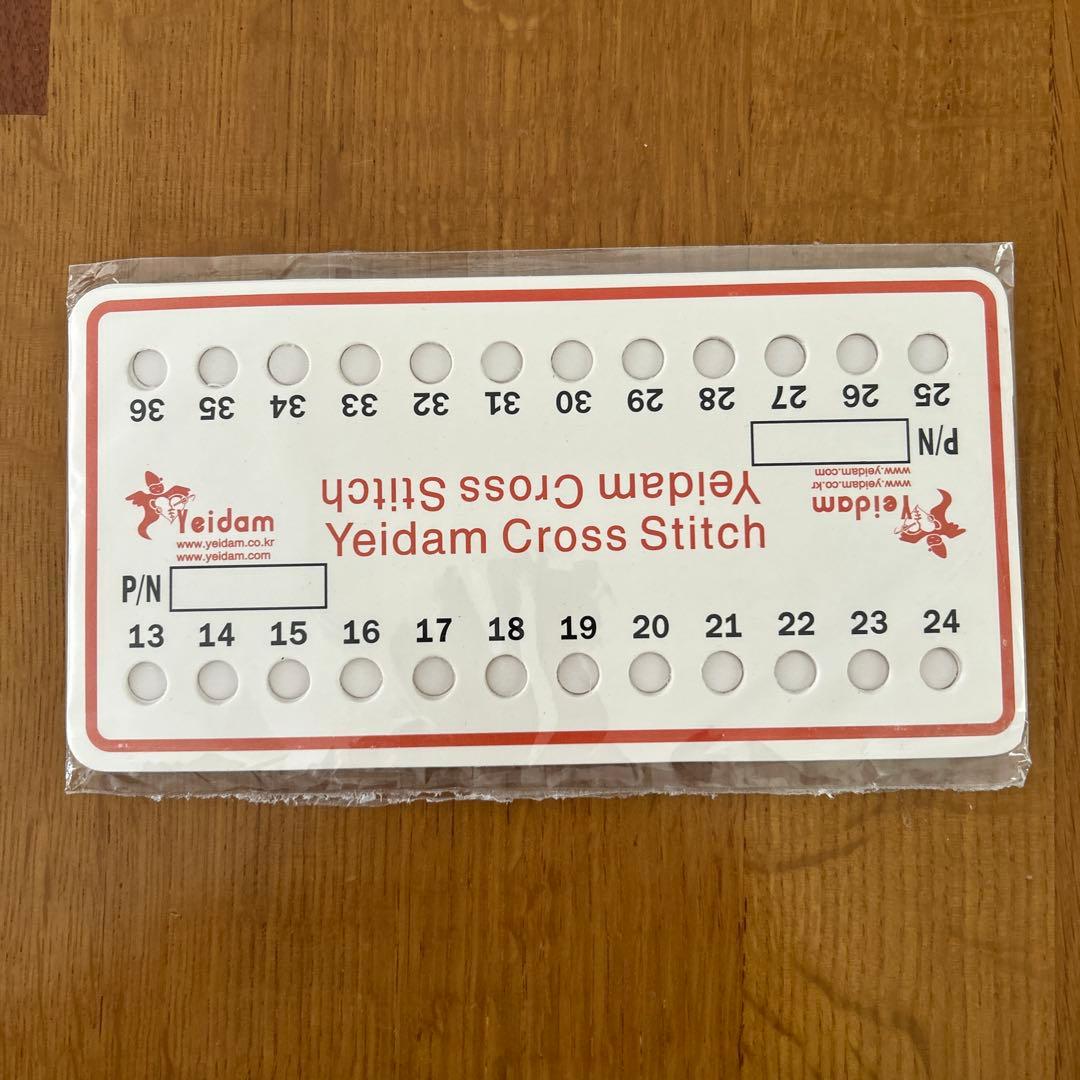 36 35 34 33 32 31 30 29 28 27 26 25
P/N
www.yeidam.com
www.yeidam.co.kr
Yeidam
Yeidam Cross Stitch
Yeidam Cross Stitch
Yeidam
www.yeidam.co.kr
www.yeidam.com
P/N
13 14 15 16 17 18 19 20 21 22 23 24